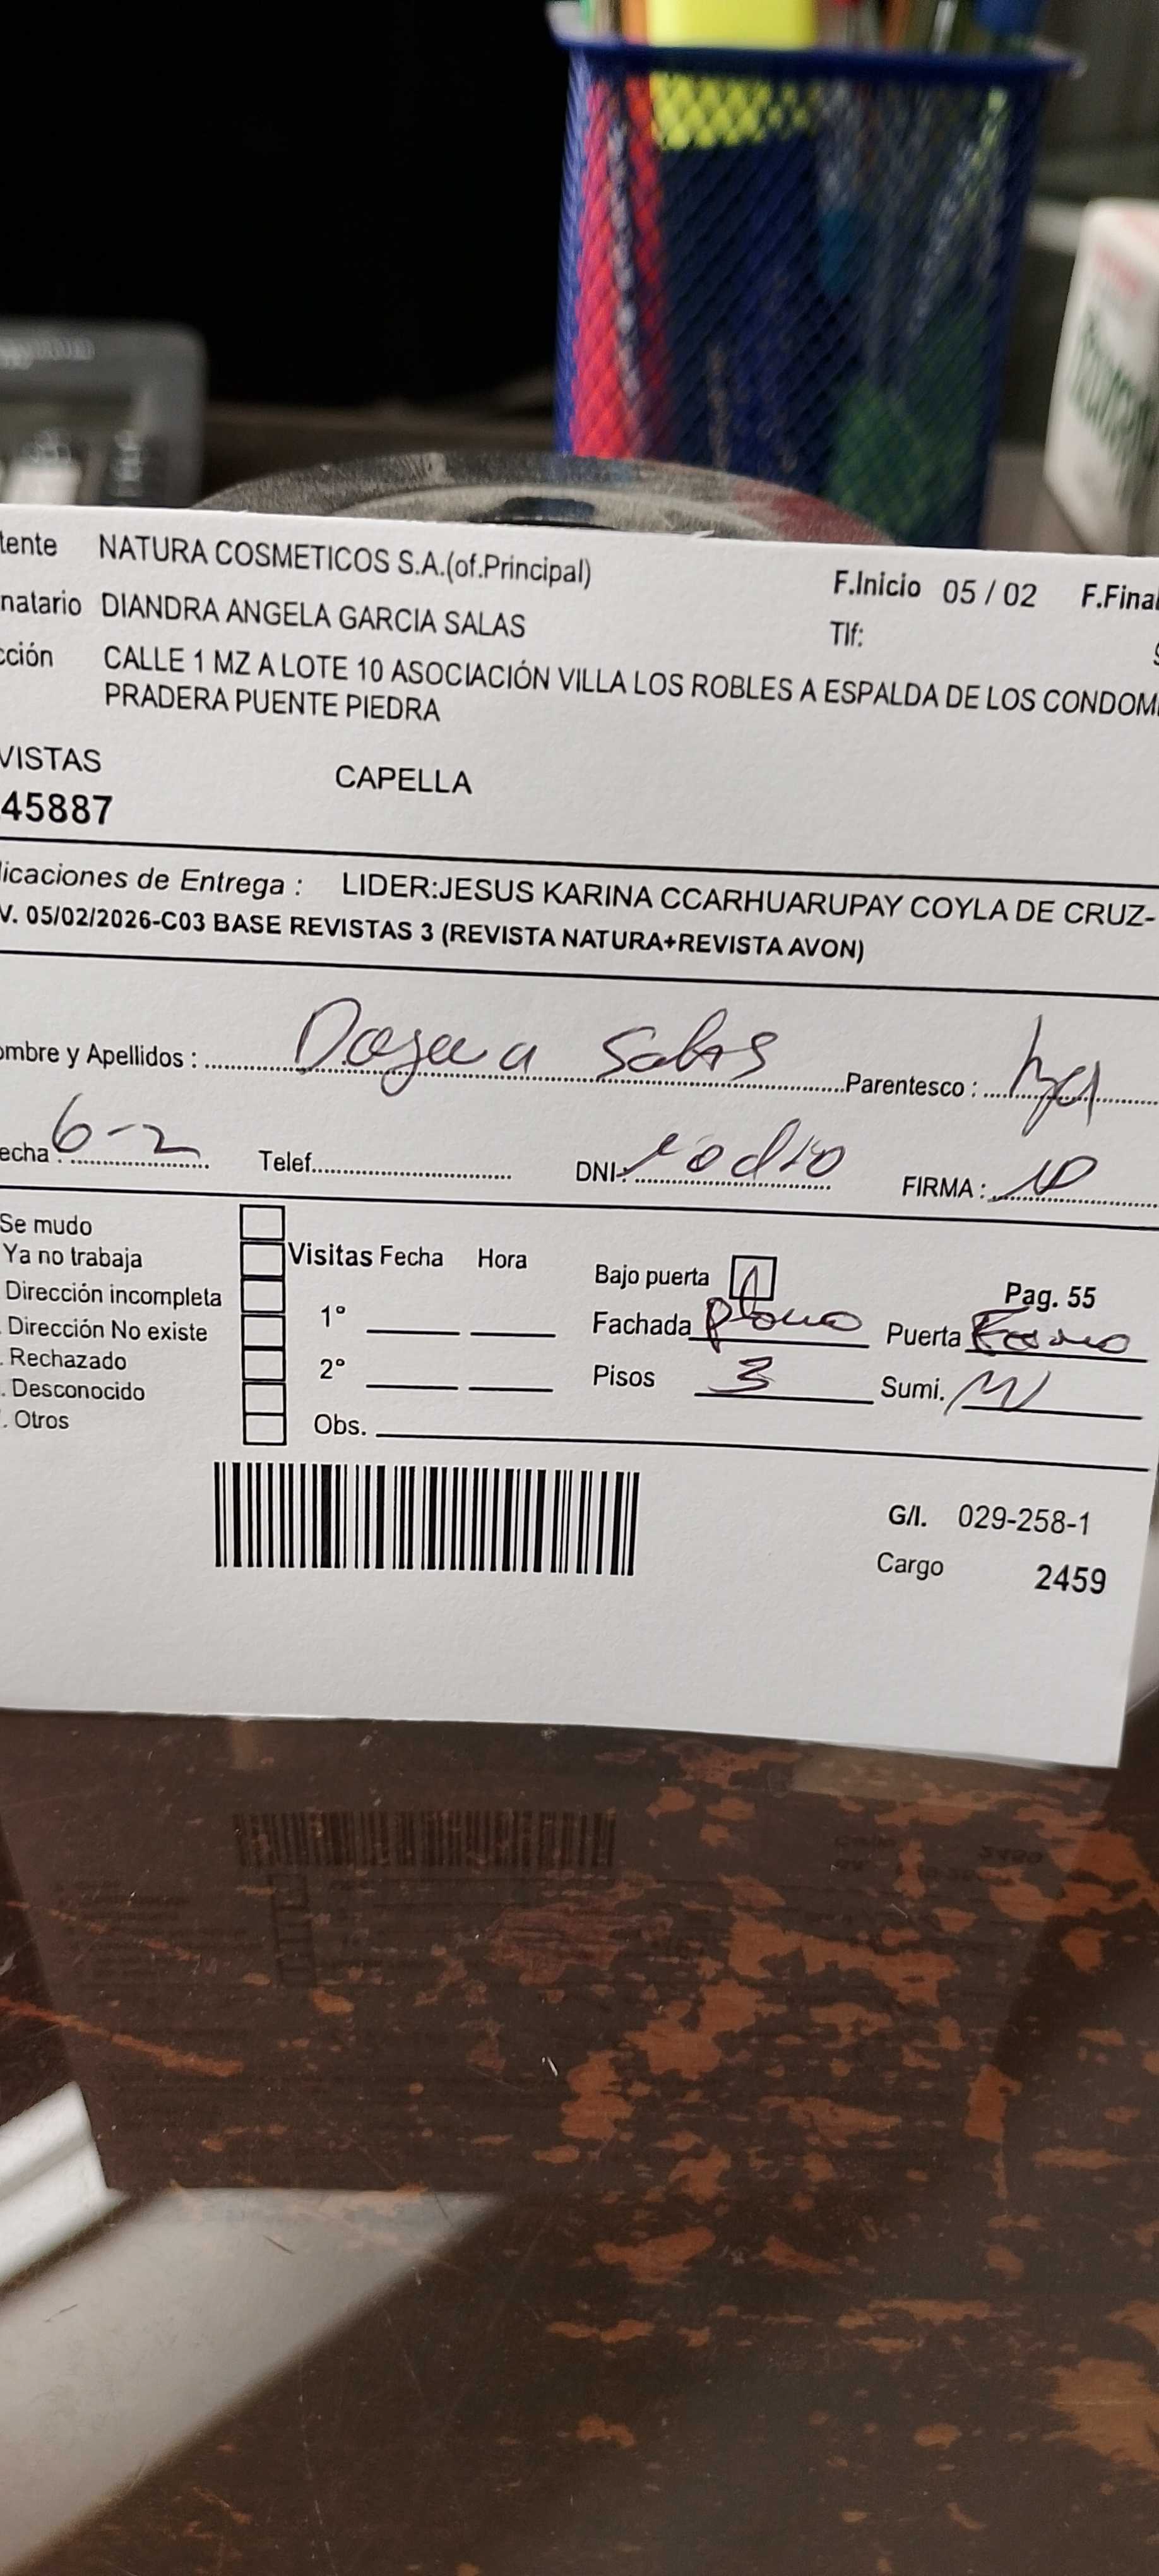 tente NATURA COSMETICOS S.A.(of.Principal) F.Inicio 05 / 02 F.Final
natario DIANDRA ANGELA GARCIA SALAS Tlf:
cción CALLE 1 MZ A LOTE 10 ASOCIACIÓN VILLA LOS ROBLES A ESPALDA DE LOS CONDOMI
PRADERA PUENTE PIEDRA
VISTAS CAPELLA
45887
licaciones de Entrega : LIDER:JESUS KARINA CCARHUARUPAY COYLA DE CRUZ-
V. 05/02/2026-C03 BASE REVISTAS 3 (REVISTA NATURA+REVISTA AVON)
ombre y Apellidos : Salas Parentesco :
echa : 6-2 Telef. DNI: FIRMA :
Se mudo
Ya no trabaja Visitas Fecha Hora Bajo puerta Pag. 55
Dirección incompleta 1° Fachada Plomo Puerta
Dirección No existe
. Rechazado 2° Pisos 3 Sumi.
. Desconocido
. Otros Obs.
G/I. 029-258-1
Cargo 2459